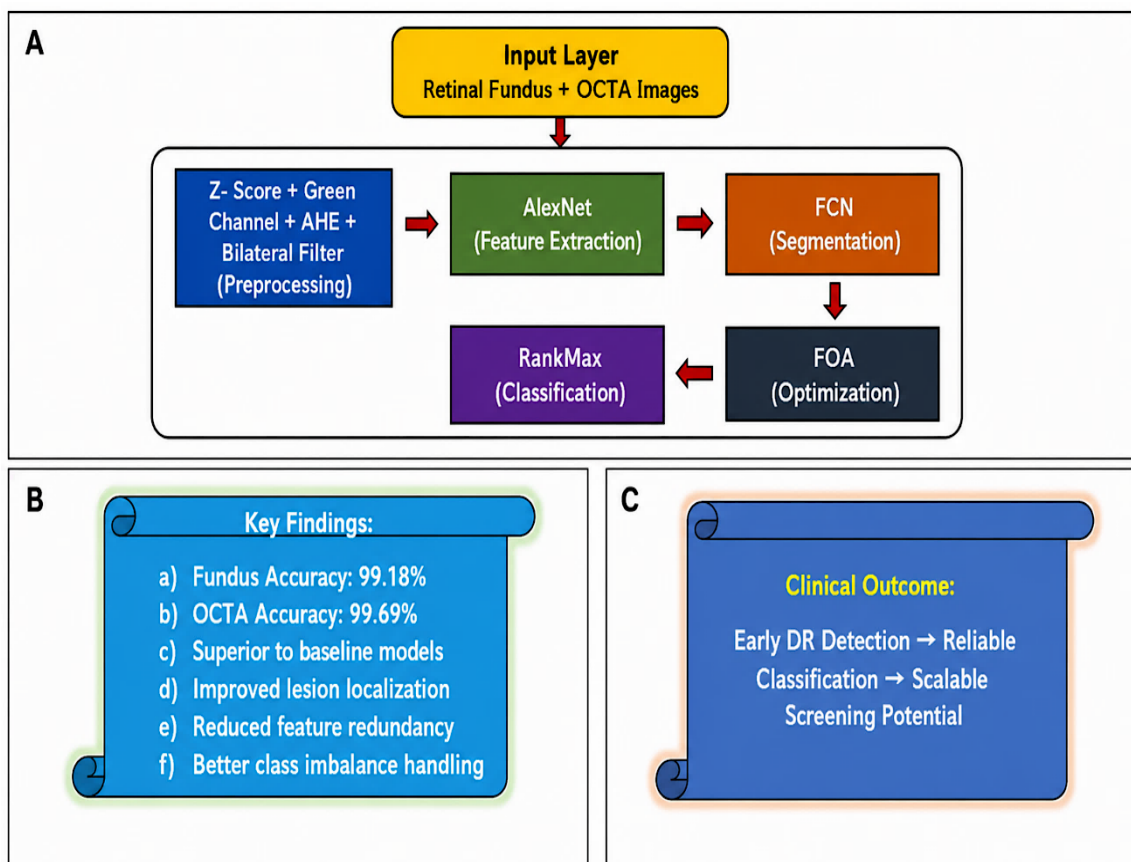 A
Input Layer
Retinal Fundus + OCTA Images
Z- Score + Green
Channel + AHE +
Bilateral Filter
(Preprocessing)
AlexNet
(Feature Extraction)
FCN
(Segmentation)
RankMax
(Classification)
FOA
(Optimization)
B
Key Findings:
a) Fundus Accuracy: 99.18%
b) OCTA Accuracy: 99.69%
c) Superior to baseline models
d) Improved lesion localization
e) Reduced feature redundancy
f) Better class imbalance handling
C
Clinical Outcome:
Early DR Detection → Reliable
Classification → Scalable
Screening Potential